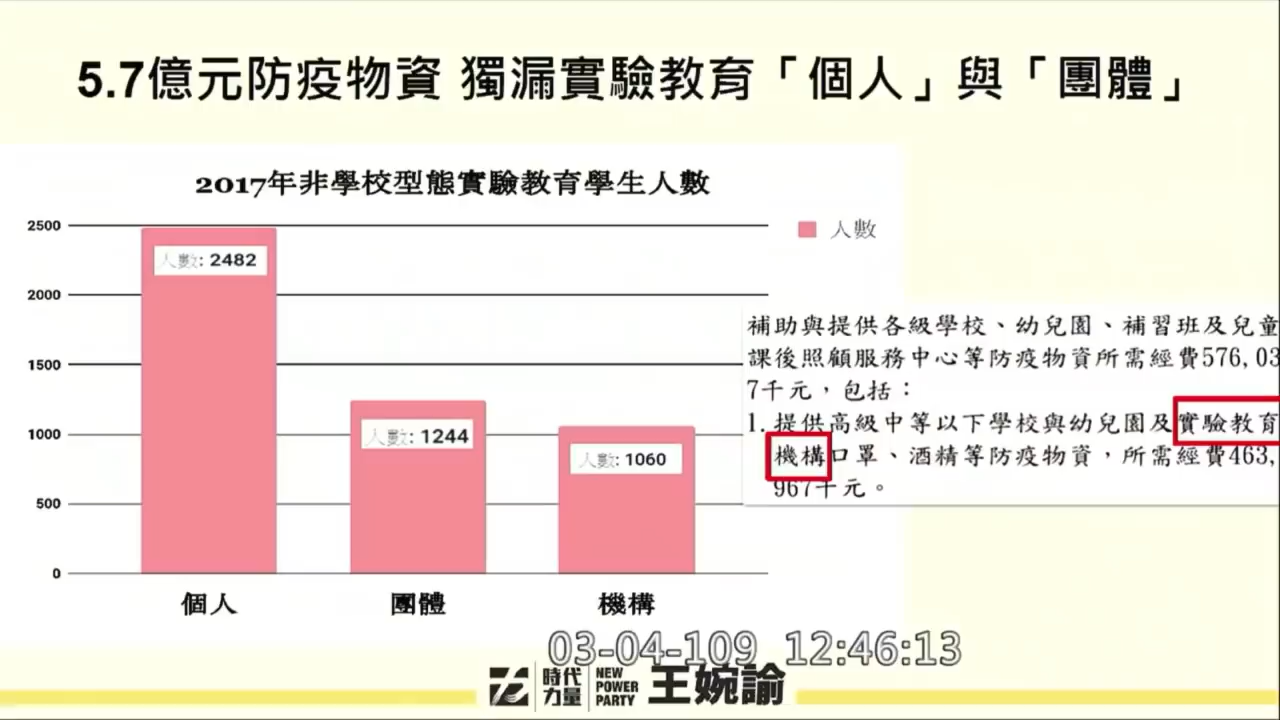 5.7億元防疫物資 獨漏實驗教育「個人」與「團體」
2017年非學校型態實驗教育學生人數
人數
2500
2000
1500
1000
500
0
人數: 2482
人數: 1244
人數: 1060
個人
團體
機構
補助與提供各級學校、幼兒園、補習班及兒童
課後照顧服務中心等防疫物資所需經費576,03
7千元，包括：
1. 提供高級中等以下學校與幼兒園及實驗教育
機構口罩、酒精等防疫物資，所需經費463,
967千元。
03-04-109 12:46:13
時代
力量
NEW
POWER
PARTY
王婉諭